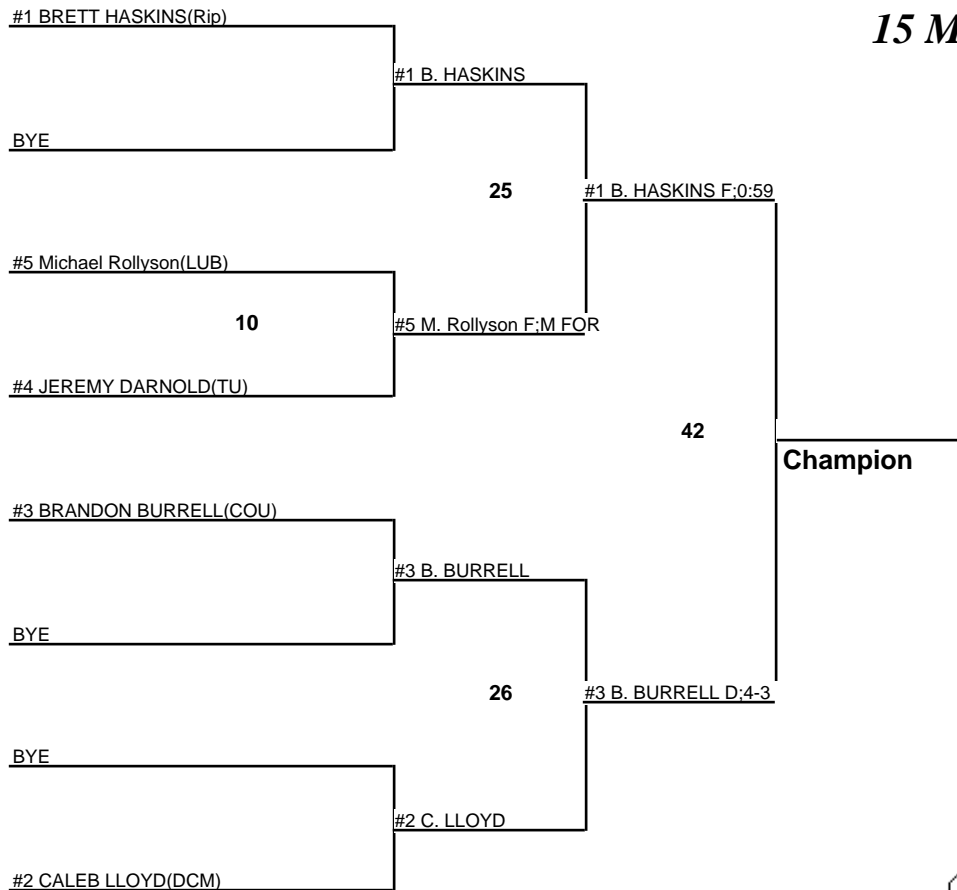 #1 BRETT HASKINS(Rip)
15 M
#1 B. HASKINS
BYE
25
#1 B. HASKINS F;0:59
#5 Michael Rollyson(LUB)
10
#5 M. Rollyson F;M FOR
#4 JEREMY DARNOLD(TU)
42
Champion
#3 BRANDON BURRELL(COU)
#3 B. BURRELL
BYE
26
#3 B. BURRELL D;4-3
BYE
#2 C. LLOYD
#2 CALEB LLOYD(DCM)